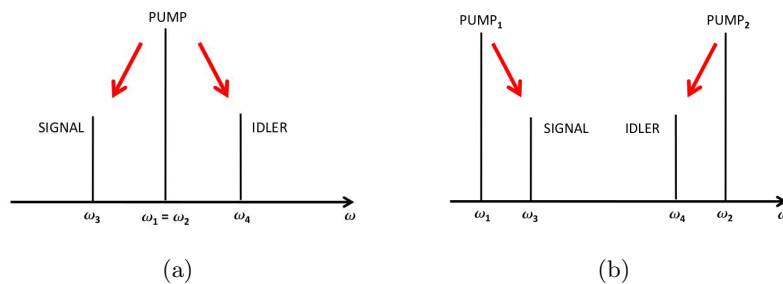 PUMP
SIGNAL
IDLER
ω₃
ω₁ = ω₂
ω₄
ω
(a)
PUMP₁
PUMP₂
SIGNAL
IDLER
ω₁
ω₃
ω₄
ω₂
(b)